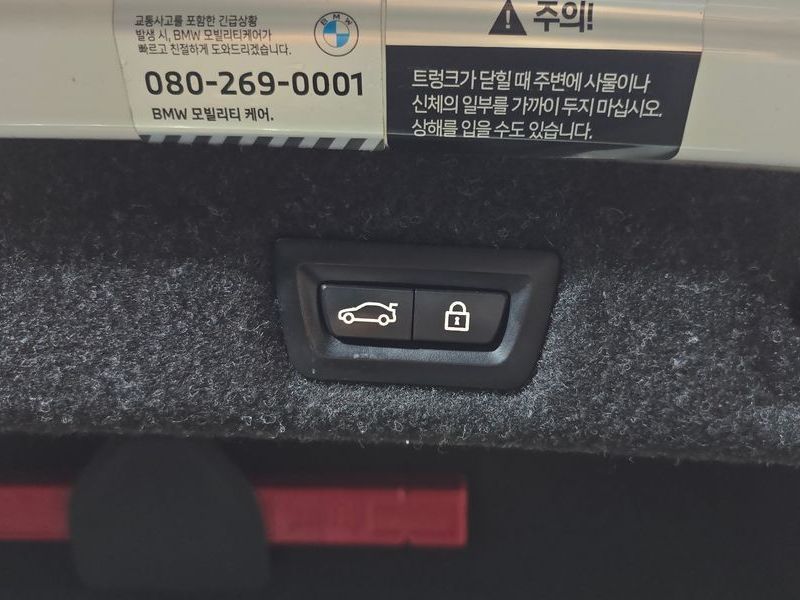 교통사고를 포함한 긴급상황
발생 시, BMW 모빌리티케어가
빠르고 친절하게 도와드리겠습니다.
BMW
080-269-0001
BMW 모빌리티 케어.
주의!
트렁크가 닫힐 때 주변에 사물이나
신체의 일부를 가까이 두지 마십시오.
상해를 입을 수도 있습니다.